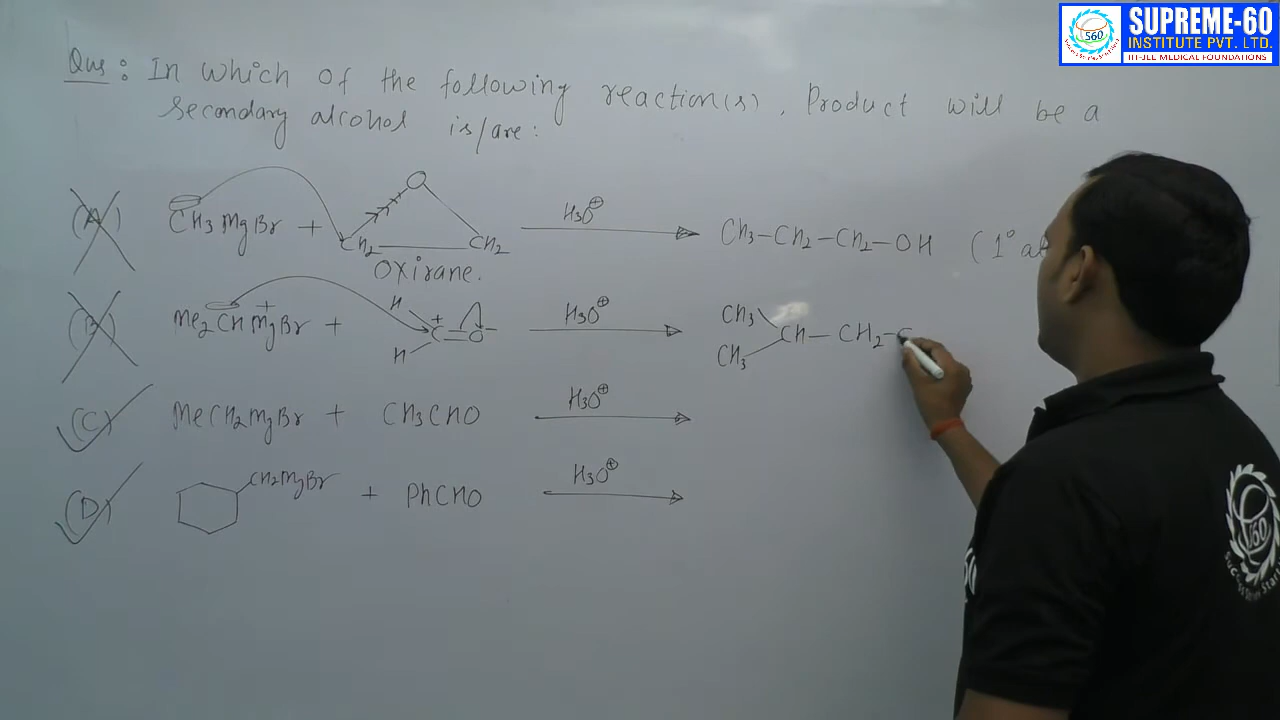 SUPREME-60
INSTITUTE PVT. LTD.
IIT-JEE MEDICAL FOUNDATIONS
S60
Qus : In which of the following reaction(s), Product will be a
secondary alcohol is/are :
(A) CH3MgBr + CH2 O CH2 H3O⊕ CH3-CH2-CH2-OH (1° al
Oxirane.
(B) Me2CHMgBr + H H C=O H3O⊕ CH3 CH3 CH-CH2-
(C) MeCH2MgBr + CH3CHO H3O⊕
(D) CH2MgBr + PhCHO H3O⊕